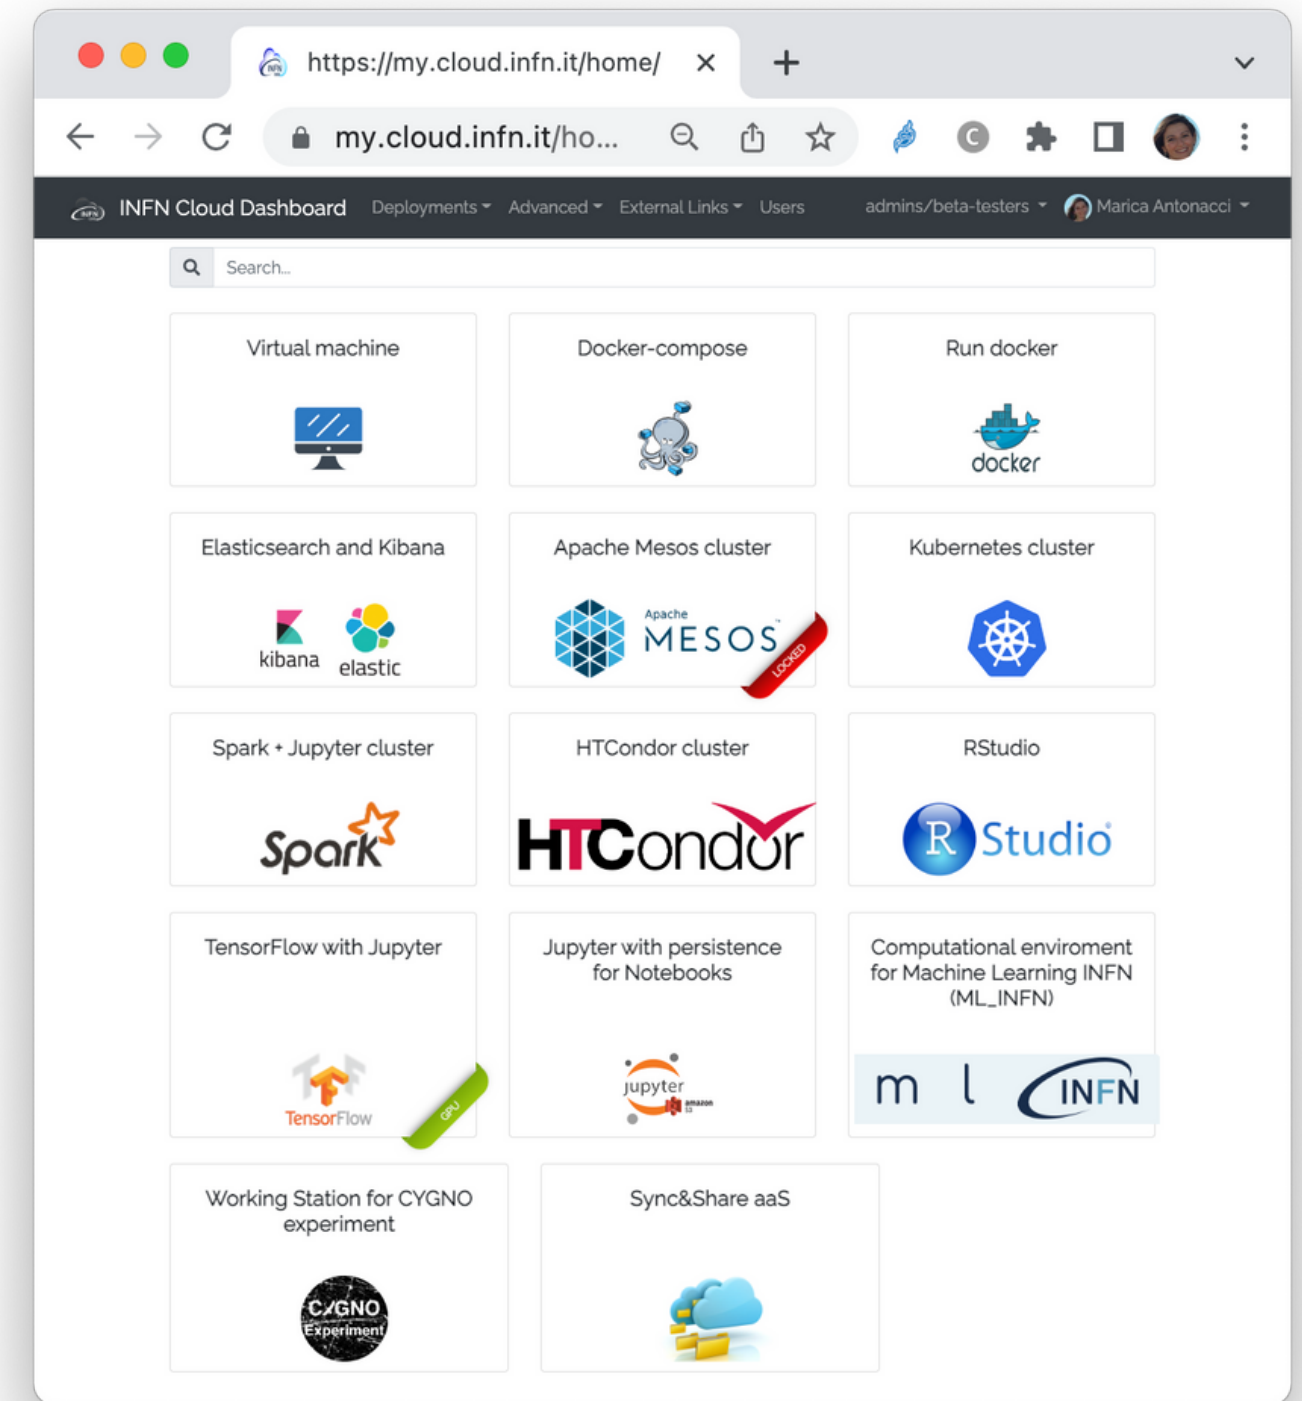 https://my.cloud.infn.it/home/
my.cloud.infn.it/ho...
C
INFN
INFN Cloud Dashboard Deployments Advanced External Links Users admins/beta-testers Marica Antonacci
Search...
Virtual machine
Docker-compose
Run docker
docker
Elasticsearch and Kibana
kibana
elastic
Apache Mesos cluster
Apache
MESOS™
LOCKED
Kubernetes cluster
Spark + Jupyter cluster
Spark
HTCondor cluster
HTCondor
RStudio
R Studio®
TensorFlow with Jupyter
TensorFlow
GPU
Jupyter with persistence
for Notebooks
jupyter
amazon
S3
Computational enviroment
for Machine Learning INFN
(ML_INFN)
m l INFN
Working Station for CYGNO
experiment
CYGNO
Experiment
Sync&Share aaS